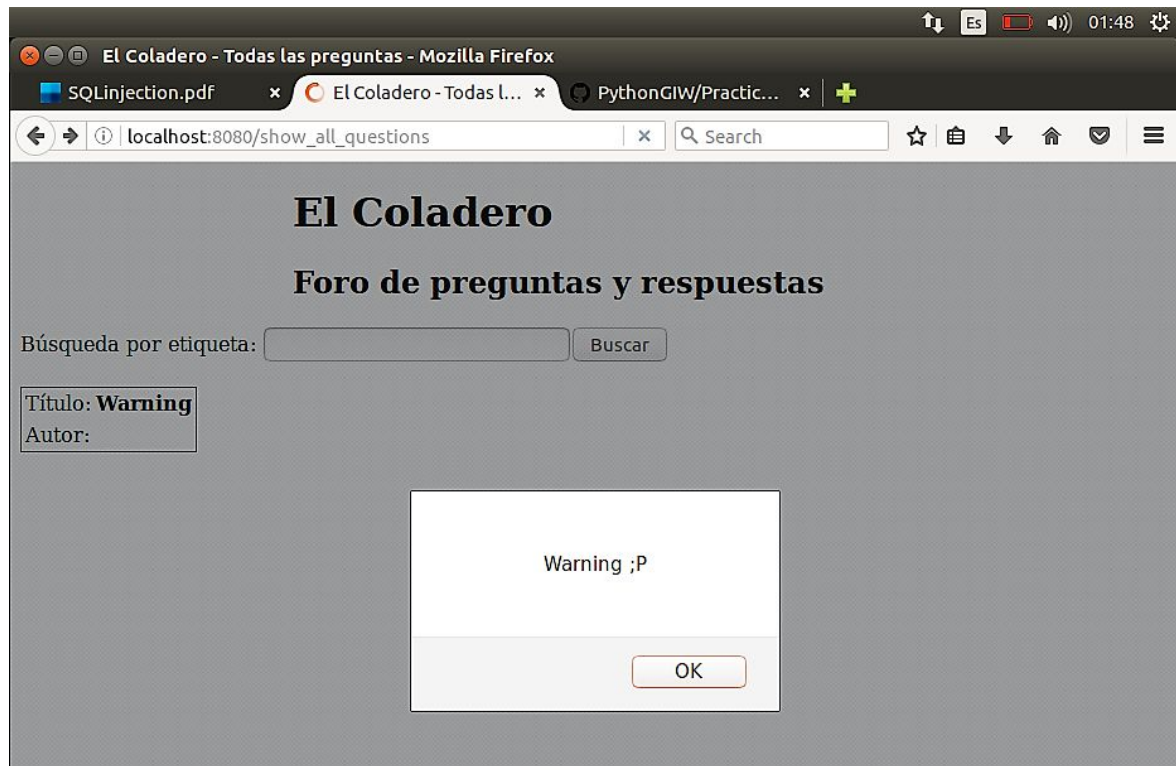 Es 01:48
El Coladero - Todas las preguntas - Mozilla Firefox
SQLinjection.pdf El Coladero - Todas l... PythonGIW/Practic...
localhost:8080/show_all_questions Search
El Coladero
Foro de preguntas y respuestas
Búsqueda por etiqueta: Buscar
Título: Warning
Autor:
Warning ;P
OK